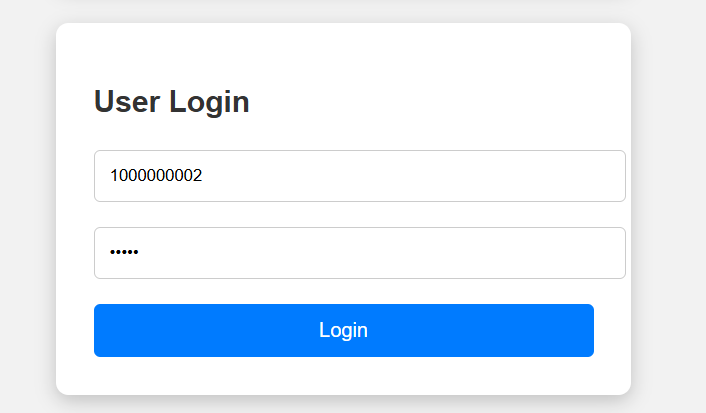 User Login
1000000002
•••••
Login